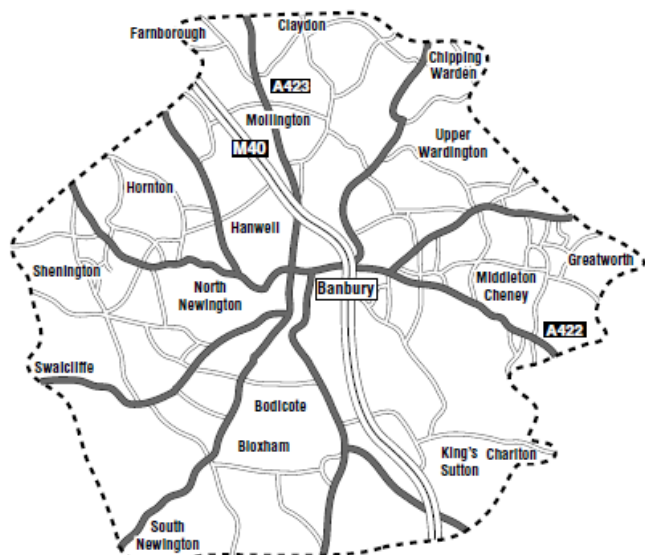 Farnborough
Claydon
Chipping
Warden
A423
Mollington
Upper
Wardington
M40
Hornton
Hanwell
Shenington
North
Newington
Banbury
Middleton
Cheney
Greatworth
A422
Swalcliffe
Bodicote
Bloxham
King's
Sutton
Charlton
South
Newington